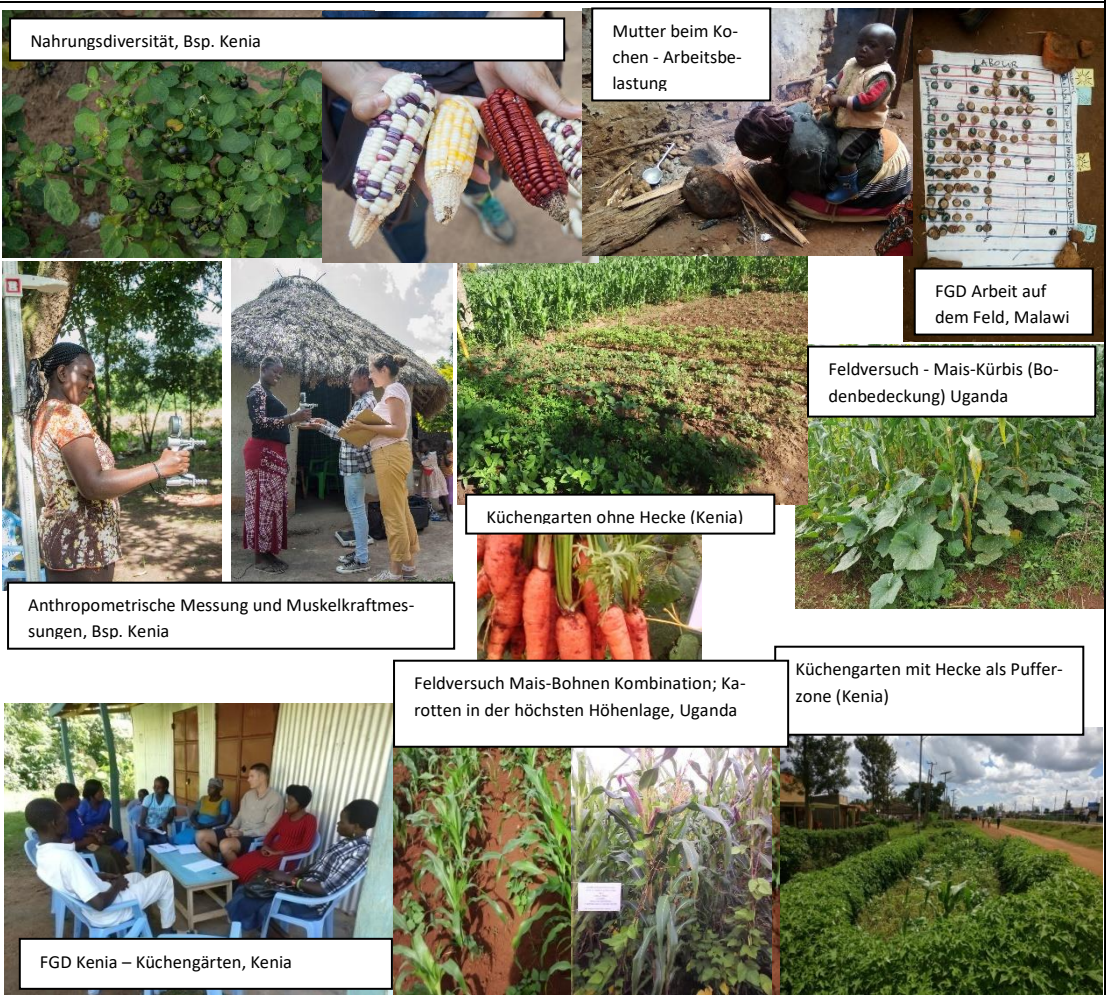 Nahrungsdiversität, Bsp. Kenia
Mutter beim Ko-
chen - Arbeitsbe-
lastung
LABOUR
FGD Arbeit auf
dem Feld, Malawi
Feldversuch - Mais-Kürbis (Bo-
denbedeckung) Uganda
Küchengarten ohne Hecke (Kenia)
Anthropometrische Messung und Muskelkraftmes-
sungen, Bsp. Kenia
Feldversuch Mais-Bohnen Kombination; Ka-
rotten in der höchsten Höhenlage, Uganda
Küchengarten mit Hecke als Puffer-
zone (Kenia)
FGD Kenia – Küchengärten, Kenia